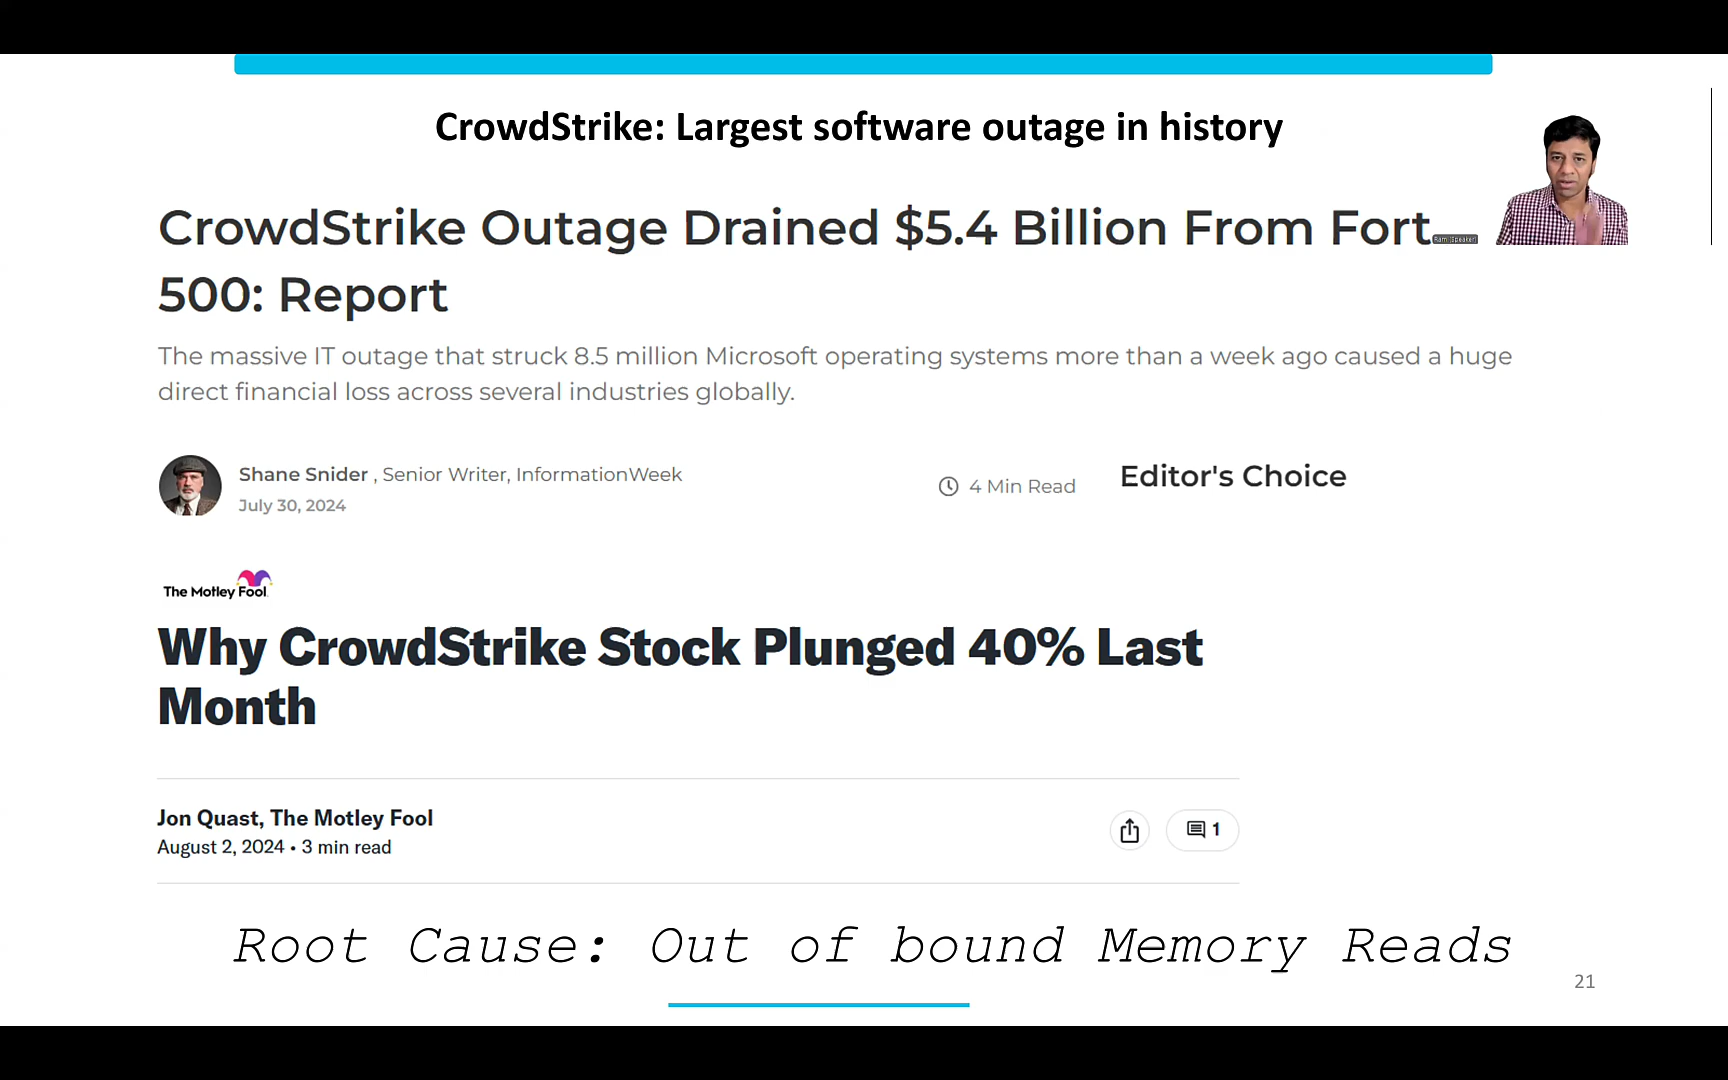 CrowdStrike: Largest software outage in history
CrowdStrike Outage Drained $5.4 Billion From Fort
500: Report
The massive IT outage that struck 8.5 million Microsoft operating systems more than a week ago caused a huge
direct financial loss across several industries globally.
Shane Snider , Senior Writer, InformationWeek
July 30, 2024
4 Min Read
Editor's Choice
The Motley Fool
Why CrowdStrike Stock Plunged 40% Last
Month
Jon Quast, The Motley Fool
August 2, 2024 • 3 min read
1
Root Cause: Out of bound Memory Reads
21